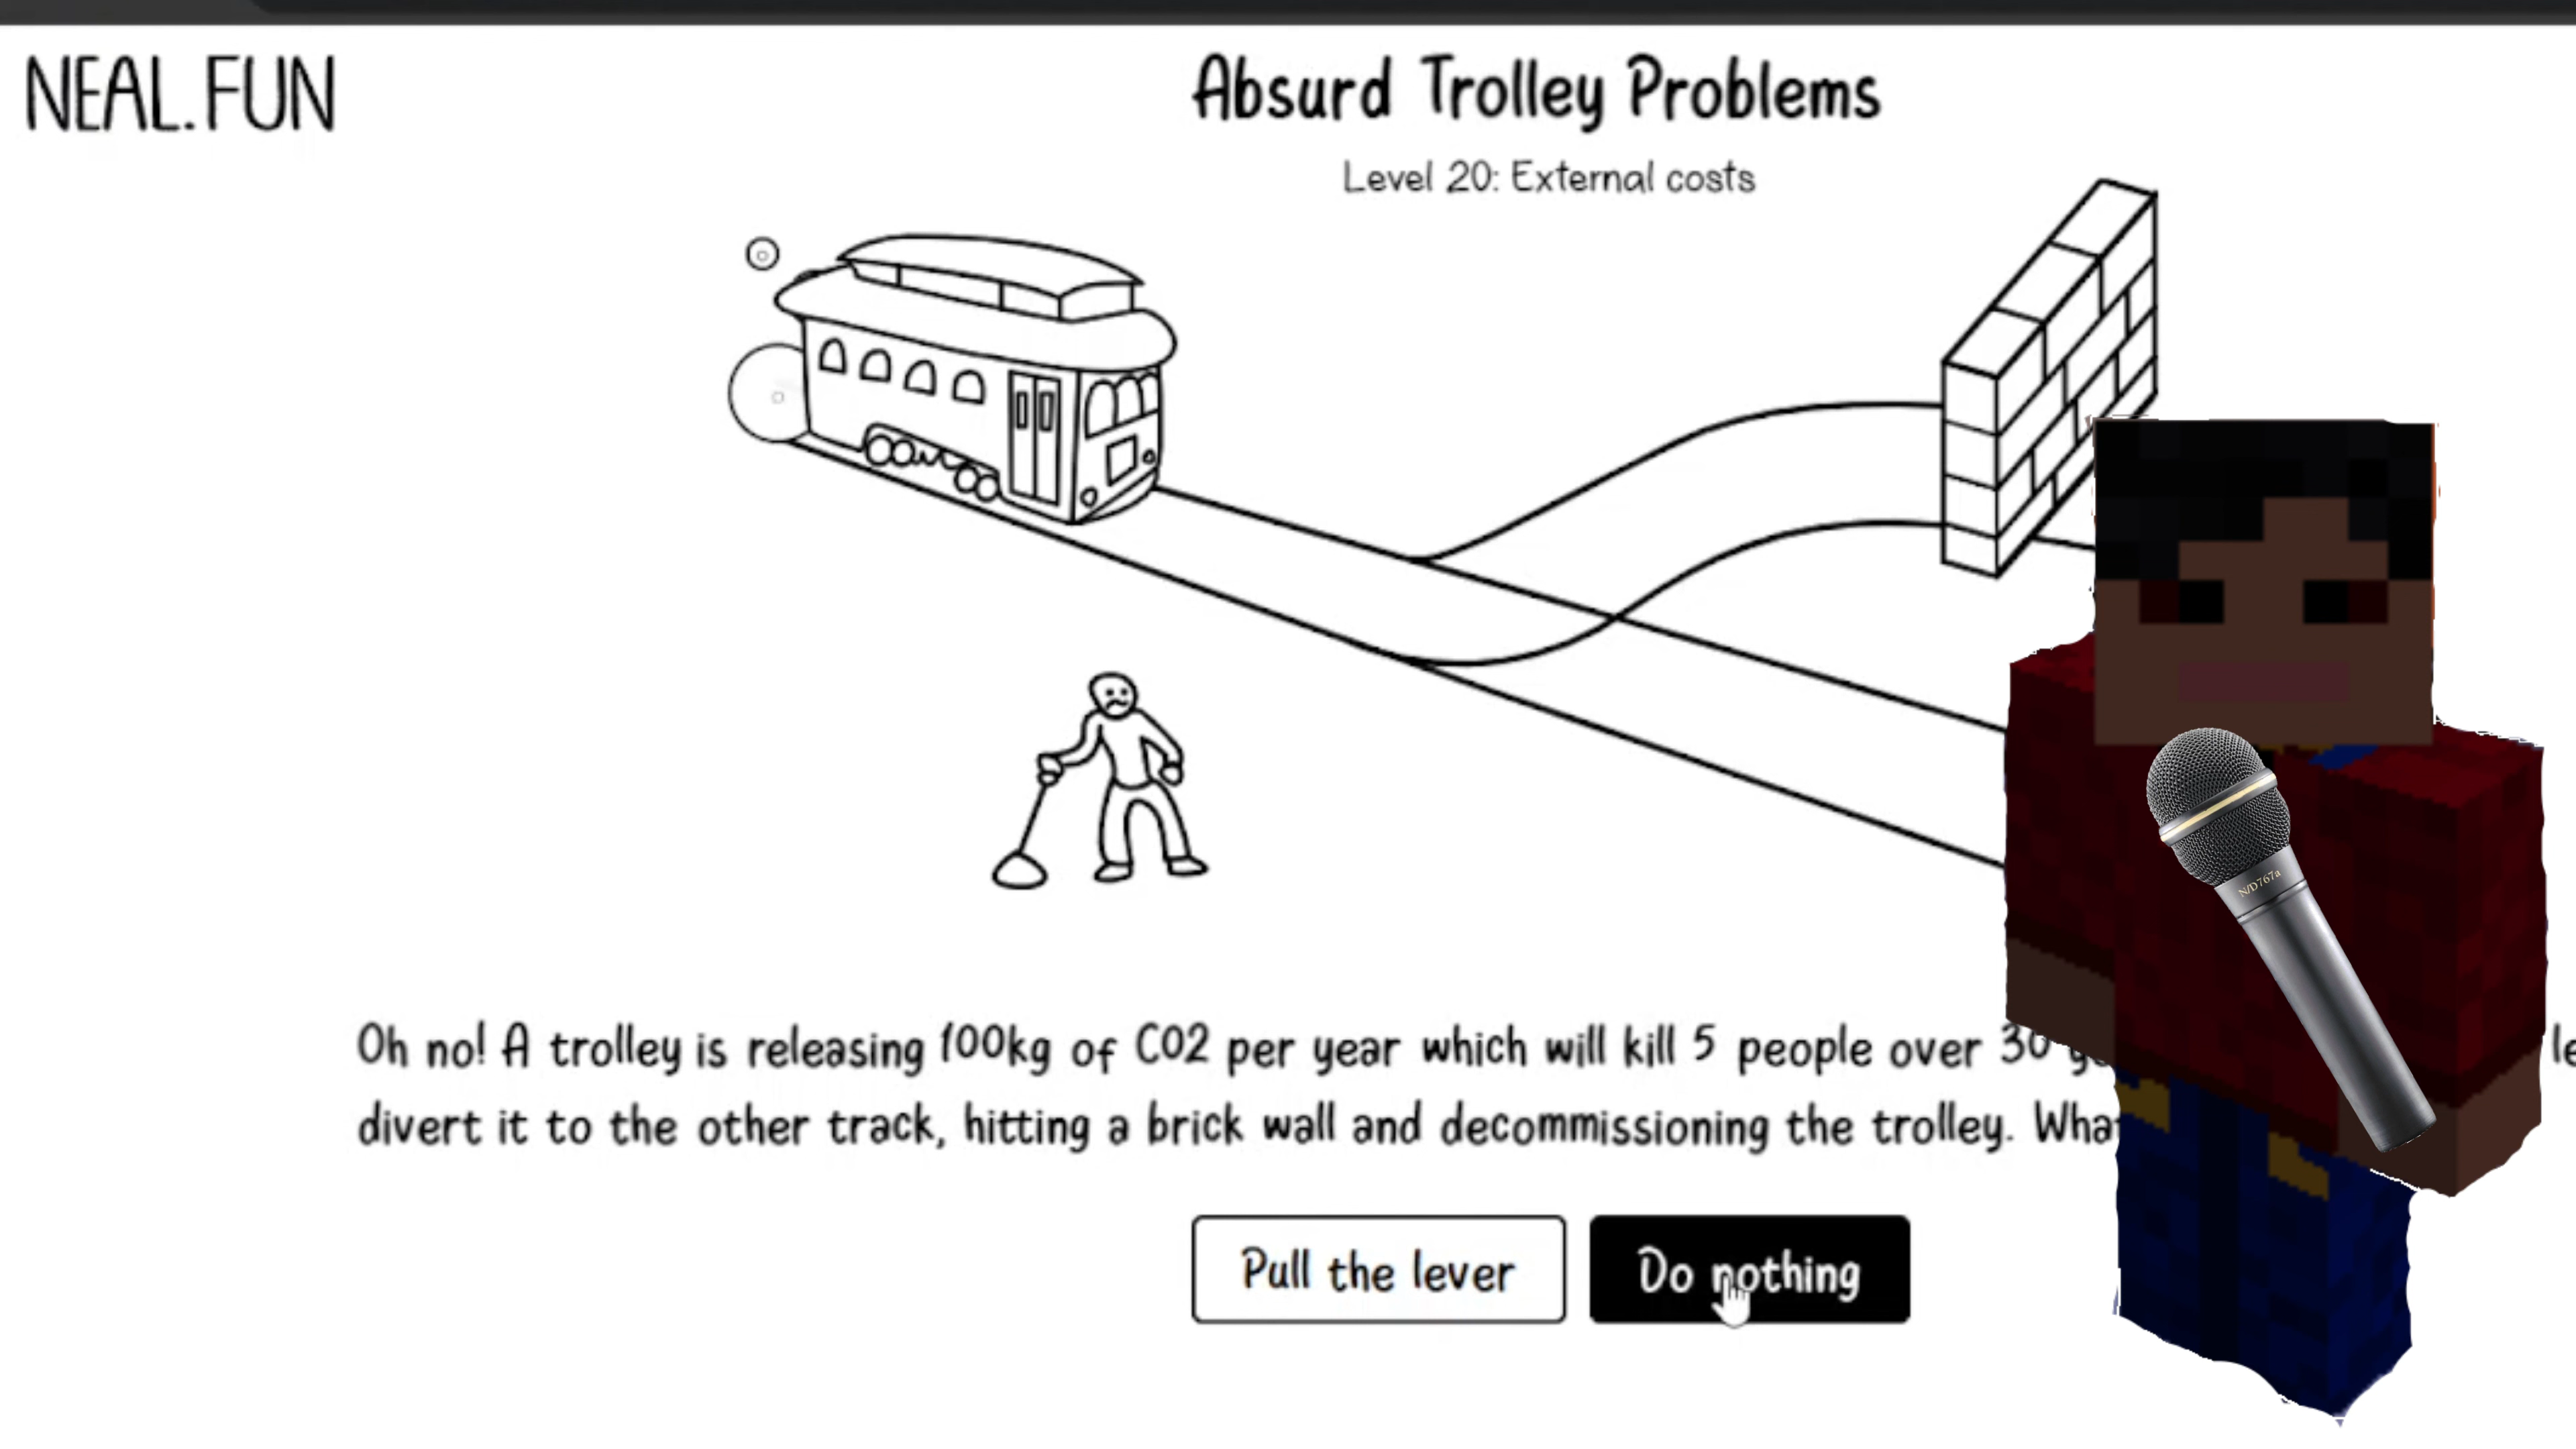 NEAL.FUN
Absurd Trolley Problems
Level 20: External costs
Oh no! A trolley is releasing 100kg of CO2 per year which will kill 5 people over 30
divert it to the other track, hitting a brick wall and decommissioning the trolley.
Pull the lever
Do nothing
N/D767a